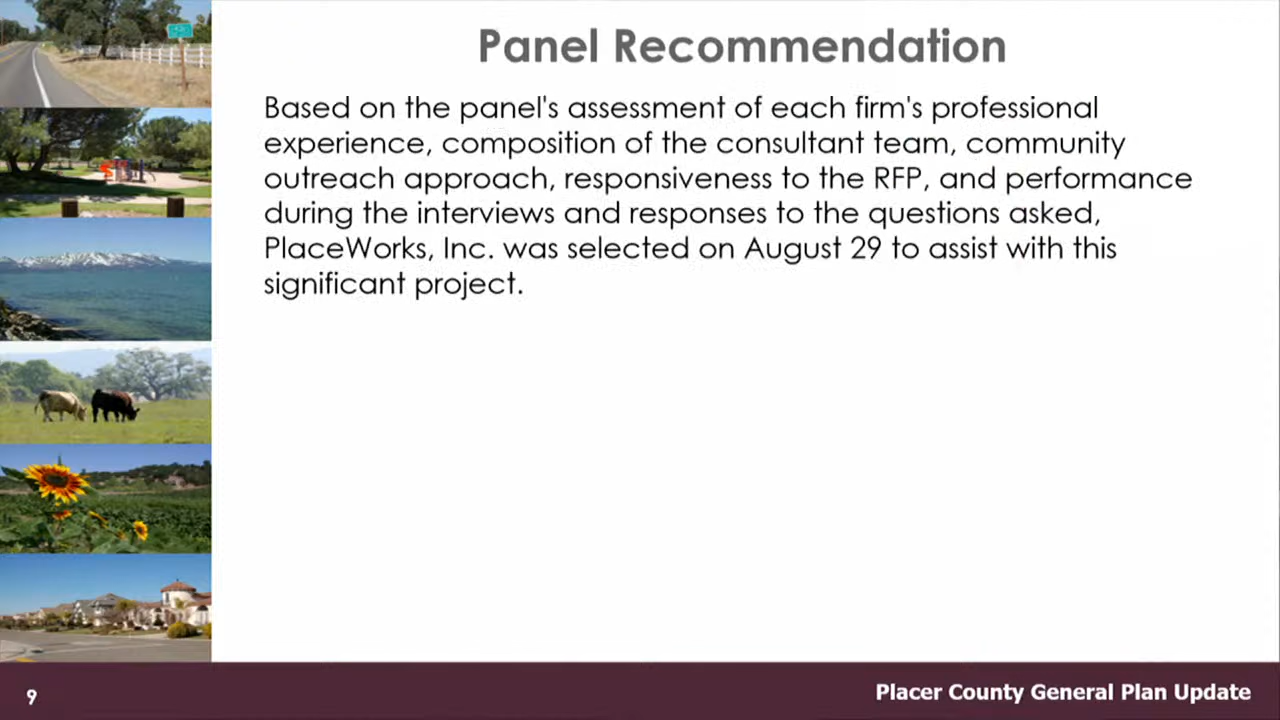 Panel Recommendation
Based on the panel's assessment of each firm's professional
experience, composition of the consultant team, community
outreach approach, responsiveness to the RFP, and performance
during the interviews and responses to the questions asked,
PlaceWorks, Inc. was selected on August 29 to assist with this
significant project.
9
Placer County General Plan Update